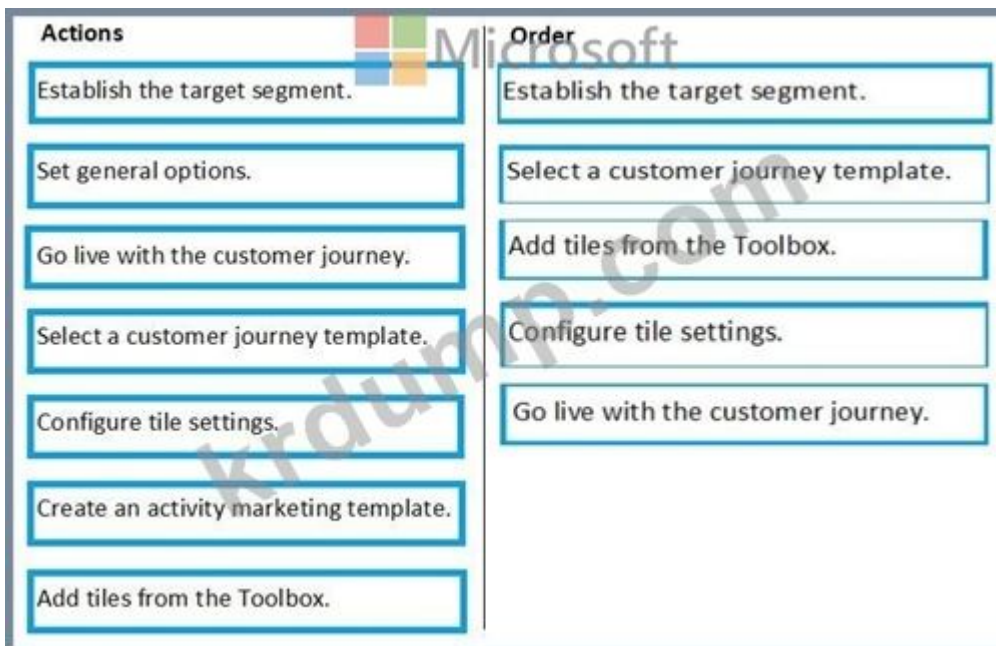 Actions
Establish the target segment.
Set general options.
Go live with the customer journey.
Select a customer journey template.
Configure tile settings.
Create an activity marketing template.
Add tiles from the Toolbox.
Microsoft
Order
Establish the target segment.
Select a customer journey template.
Add tiles from the Toolbox.
Configure tile settings.
Go live with the customer journey.
krdump.com